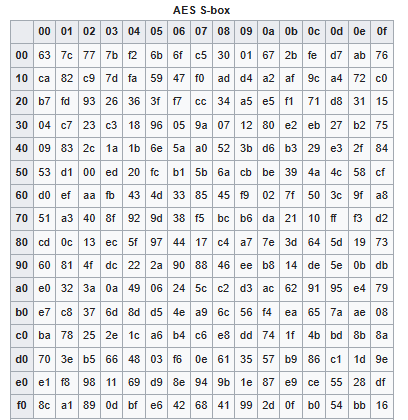 AES S-box
00 01 02 03 04 05 06 07 08 09 0a 0b 0c 0d 0e 0f
00 63 7c 77 7b f2 6b 6f c5 30 01 67 2b fe d7 ab 76
10 ca 82 c9 7d fa 59 47 f0 ad d4 a2 af 9c a4 72 c0
20 b7 fd 93 26 36 3f f7 cc 34 a5 e5 f1 71 d8 31 15
30 04 c7 23 c3 18 96 05 9a 07 12 80 e2 eb 27 b2 75
40 09 83 2c 1a 1b 6e 5a a0 52 3b d6 b3 29 e3 2f 84
50 53 d1 00 ed 20 fc b1 5b 6a cb be 39 4a 4c 58 cf
60 d0 ef aa fb 43 4d 33 85 45 f9 02 7f 50 3c 9f a8
70 51 a3 40 8f 92 9d 38 f5 bc b6 da 21 10 ff f3 d2
80 cd 0c 13 ec 5f 97 44 17 c4 a7 7e 3d 64 5d 19 73
90 60 81 4f dc 22 2a 90 88 46 ee b8 14 de 5e 0b db
a0 e0 32 3a 0a 49 06 24 5c c2 d3 ac 62 91 95 e4 79
b0 e7 c8 37 6d 8d d5 4e a9 6c 56 f4 ea 65 7a ae 08
c0 ba 78 25 2e 1c a6 b4 c6 e8 dd 74 1f 4b bd 8b 8a
d0 70 3e b5 66 48 03 f6 0e 61 35 57 b9 86 c1 1d 9e
e0 e1 f8 98 11 69 d9 8e 94 9b 1e 87 e9 ce 55 28 df
f0 8c a1 89 0d bf e6 42 68 41 99 2d 0f b0 54 bb 16